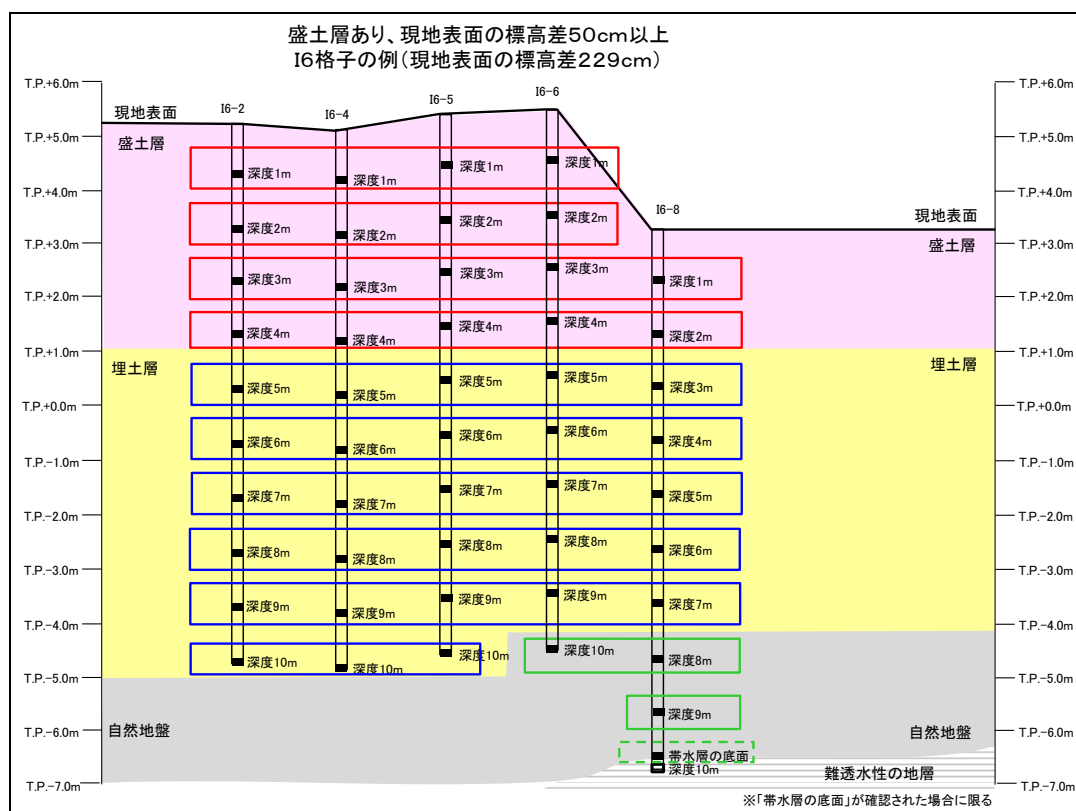 盛土層あり、現地表面の標高差50cm以上
I6格子の例(現地表面の標高差229cm)
T.P.+6.0m
T.P.+6.0m
I6-2
I6-4
I6-5
I6-6
現地表面
T.P.+5.0m
T.P.+5.0m
盛土層
深度1m
深度1m
深度1m
深度1m
T.P.+4.0m
T.P.+4.0m
I6-8
現地表面
深度2m
深度2m
深度2m
深度2m
T.P.+3.0m
T.P.+3.0m
盛土層
深度3m
深度3m
深度3m
深度3m
深度1m
T.P.+2.0m
T.P.+2.0m
深度4m
深度4m
深度4m
深度4m
深度2m
T.P.+1.0m
T.P.+1.0m
埋土層
埋土層
深度5m
深度5m
深度5m
深度5m
深度3m
T.P.+0.0m
T.P.+0.0m
深度6m
深度6m
深度6m
深度6m
深度4m
T.P.-1.0m
T.P.-1.0m
深度7m
深度7m
深度7m
深度7m
深度5m
T.P.-2.0m
T.P.-2.0m
深度8m
深度8m
深度8m
深度8m
深度6m
T.P.-3.0m
T.P.-3.0m
深度9m
深度9m
深度9m
深度9m
深度7m
T.P.-4.0m
T.P.-4.0m
深度10m
深度10m
深度10m
深度10m
深度8m
T.P.-5.0m
T.P.-5.0m
深度9m
自然地盤
自然地盤
T.P.-6.0m
T.P.-6.0m
帯水層の底面
深度10m
難透水性の地層
T.P.-7.0m
T.P.-7.0m
※「帯水層の底面」が確認された場合に限る